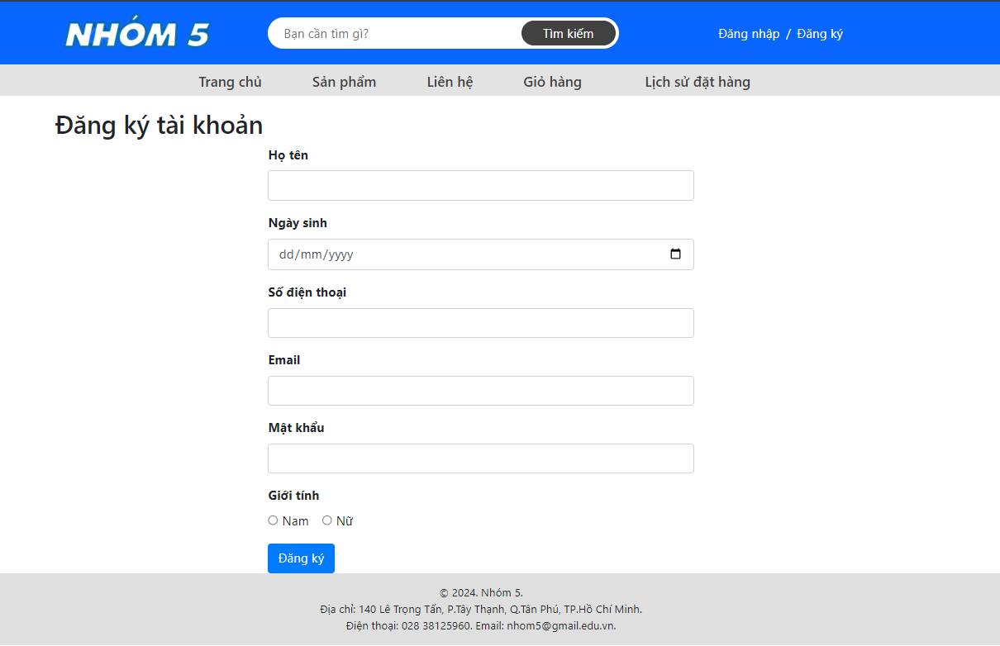 NHÓM 5
Bạn cần tìm gì?
Tìm kiếm
Đăng nhập / Đăng ký
Trang chủ Sản phẩm Liên hệ Giỏ hàng Lịch sử đặt hàng
Đăng ký tài khoản
Họ tên
Ngày sinh
dd/mm/yyyy
Số điện thoại
Email
Mật khẩu
Giới tính
Nam Nữ
Đăng ký
© 2024. Nhóm 5.
Địa chỉ: 140 Lê Trọng Tấn, P.Tây Thạnh, Q.Tân Phú, TP.Hồ Chí Minh.
Điện thoại: 028 38125960. Email: nhom5@gmail.edu.vn.